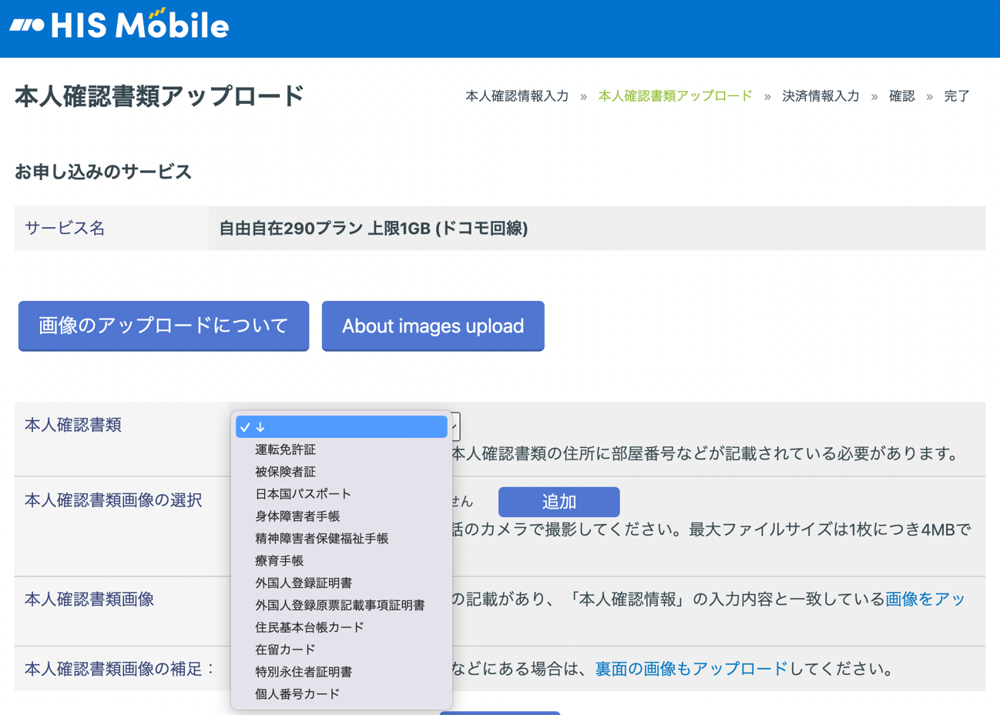 HIS Mobile
本人確認書類アップロード
本人確認情報入力 » 本人確認書類アップロード » 決済情報入力 » 確認 » 完了
お申し込みのサービス
サービス名 自由自在290プラン 上限1GB (ドコモ回線)
画像のアップロードについて About images upload
本人確認書類
✓ ↓
運転免許証
被保険者証
日本国パスポート
身体障害者手帳
精神障害者保健福祉手帳
療育手帳
外国人登録証明書
外国人登録原票記載事項証明書
住民基本台帳カード
在留カード
特別永住者証明書
個人番号カード
本人確認書類の住所に部屋番号などが記載されている必要があります。
本人確認書類画像の選択 せん 追加
話のカメラで撮影してください。最大ファイルサイズは1枚につき4MBで
本人確認書類画像 の記載があり、「本人確認情報」の入力内容と一致している画像をアッ
本人確認書類画像の補足： などにある場合は、裏面の画像もアップロードしてください。